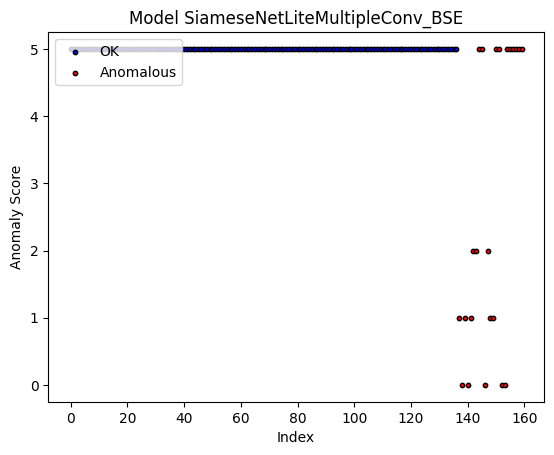 Model SiameseNetLiteMultipleConv_BSE
OK
Anomalous
5
4
3
2
1
0
Anomaly Score
0 20 40 60 80 100 120 140 160
Index